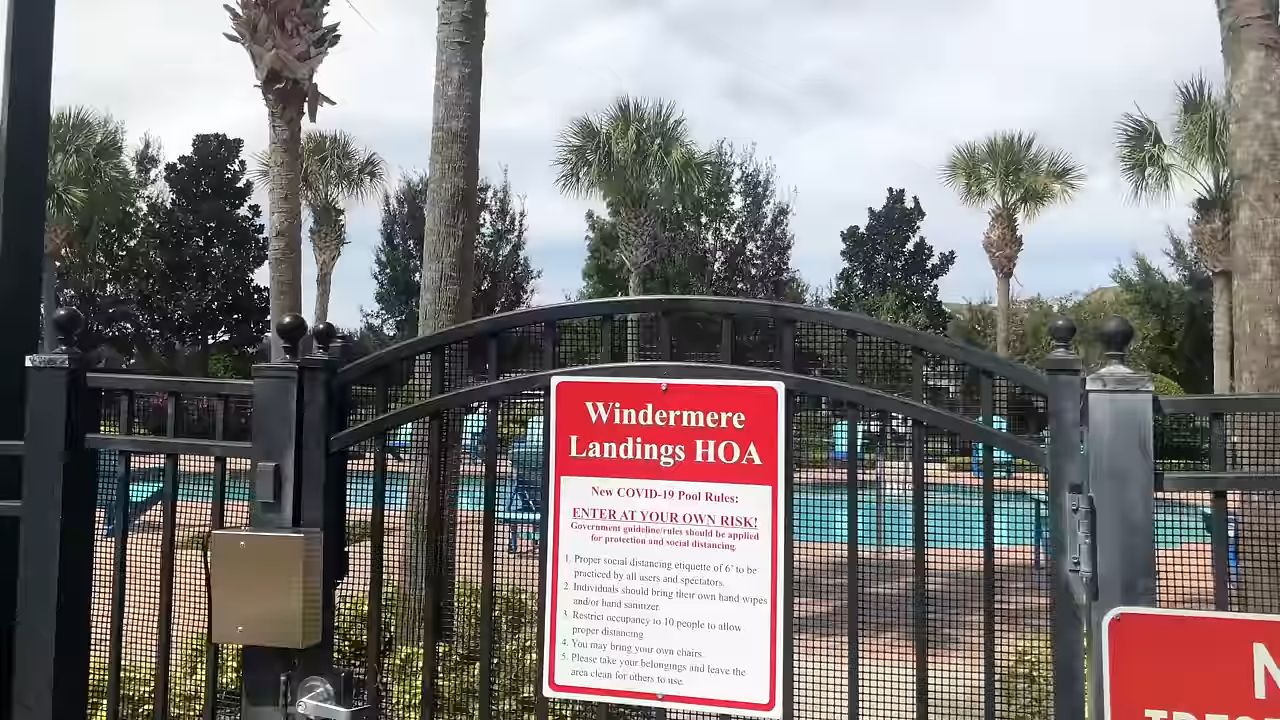 Windermere
Landings HOA
New COVID-19 Pool Rules:
ENTER AT YOUR OWN RISK!
Government guideline/rules should be applied
for protection and social distancing.
1. Proper social distancing etiquette of 6' to be
practiced by all users and spectators.
2. Individuals should bring their own hand wipes
and/or hand sanitizer.
3. Restrict occupancy to 10 people to allow
proper distancing
4. You may bring your own chairs.
5. Please take your belongings and leave the
area clean for others to use.